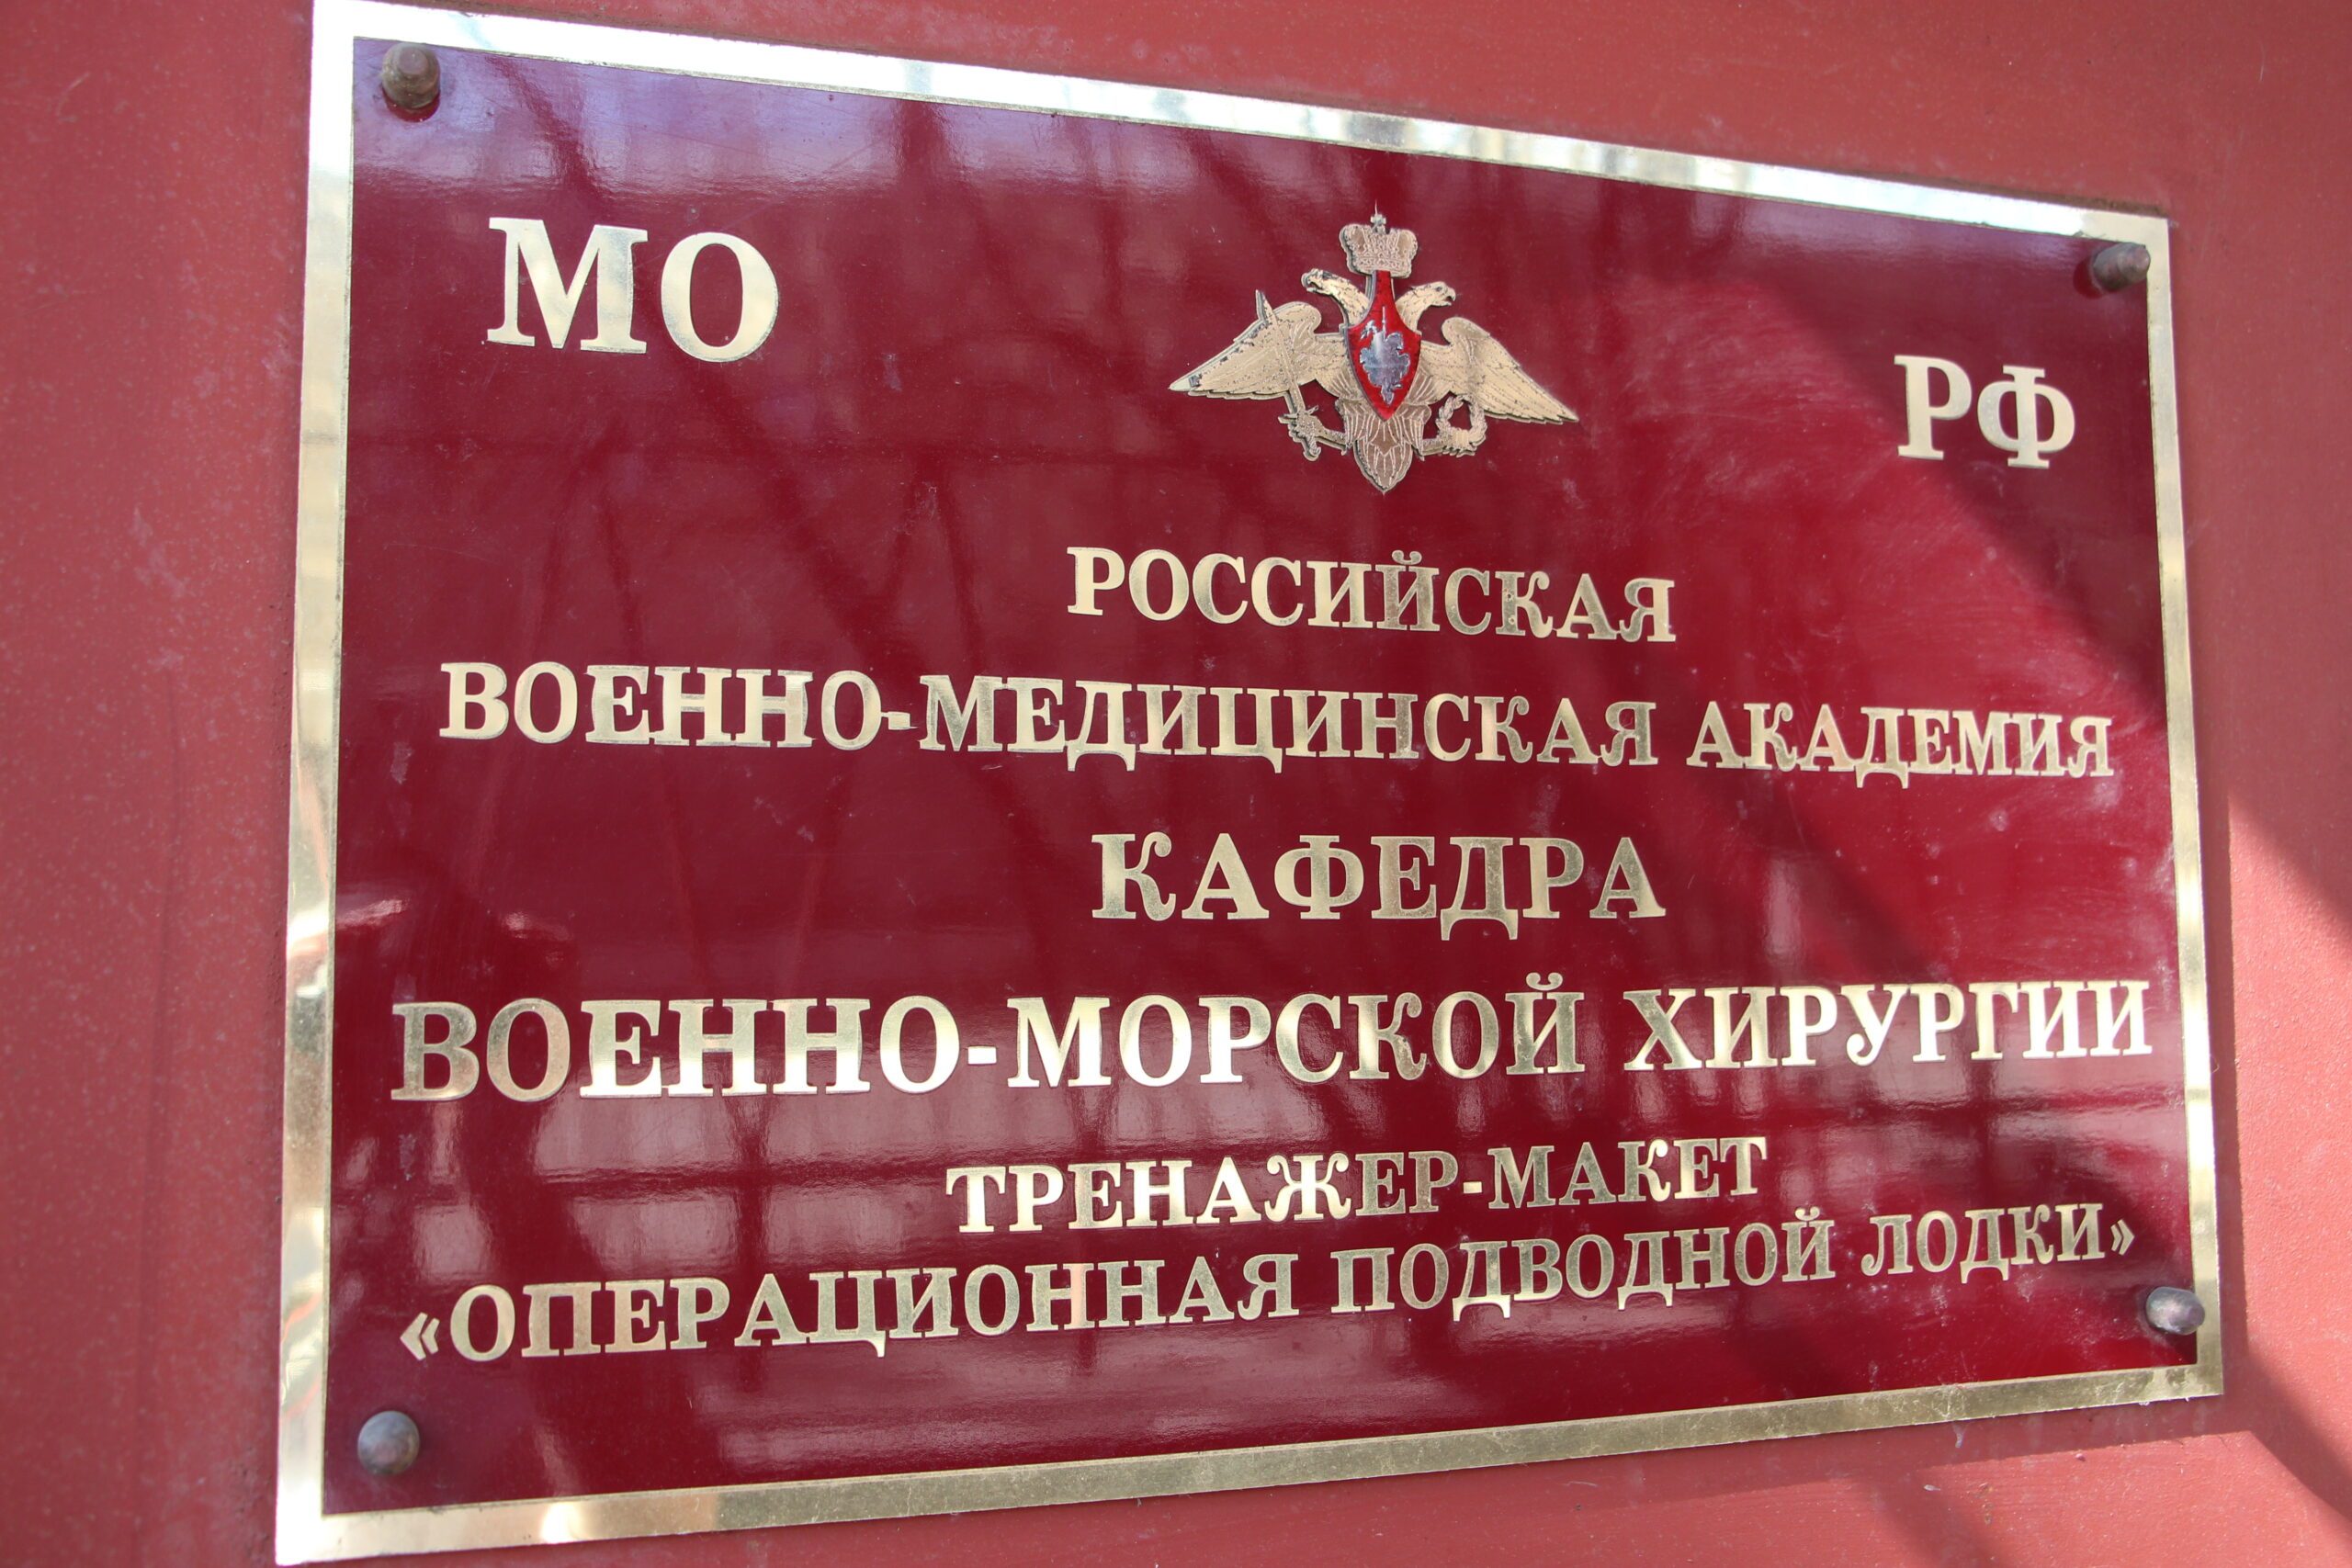 МО РФ
РОССИЙСКАЯ
ВОЕННО-МЕДИЦИНСКАЯ АКАДЕМИЯ
КАФЕДРА
ВОЕННО-МОРСКОЙ ХИРУРГИИ
ТРЕНАЖЕР-МАКЕТ
«ОПЕРАЦИОННАЯ ПОДВОДНОЙ ЛОДКИ»